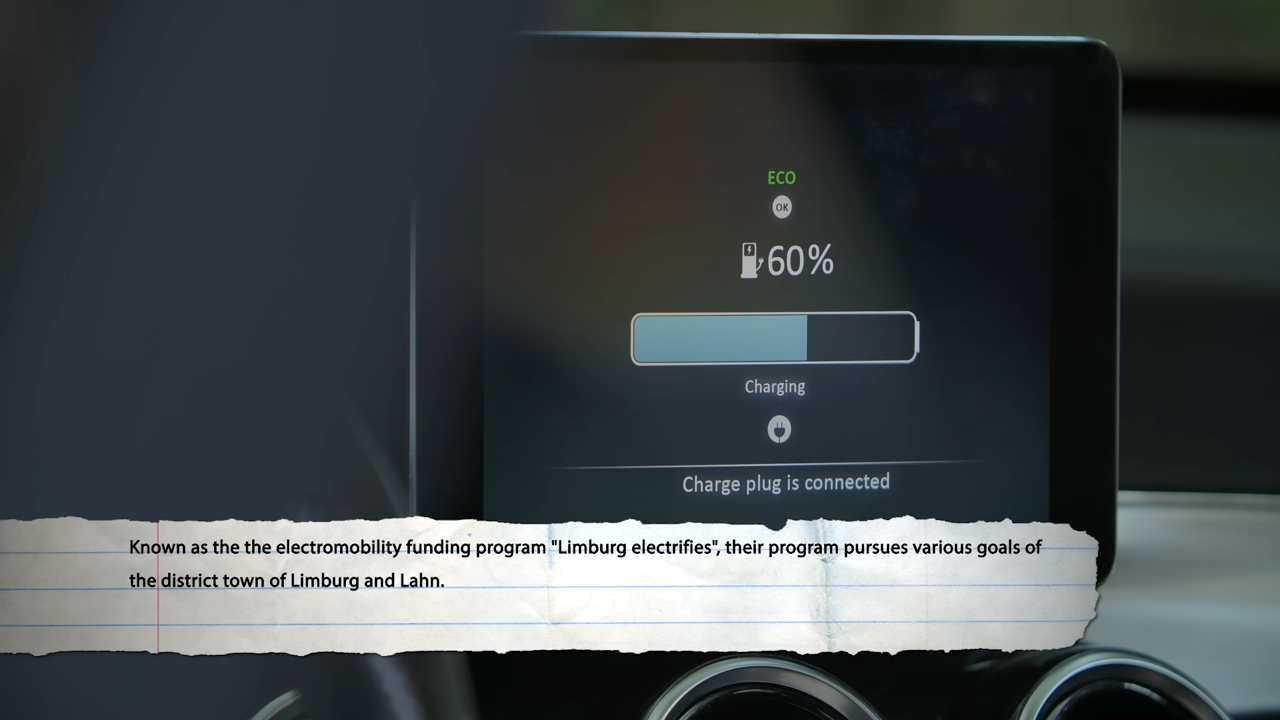 ECO
OK
60%
Charging
Charge plug is connected
Known as the the electromobility funding program "Limburg electrifies", their program pursues various goals of
the district town of Limburg and Lahn.